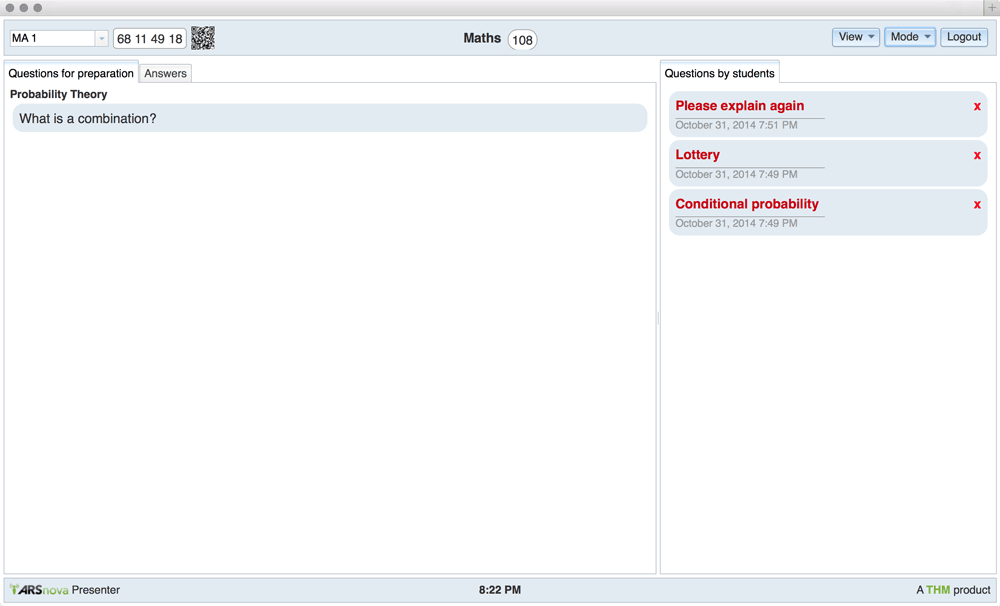 MA 1
68 11 49 18
Maths 108
View
Mode
Logout
Questions for preparation
Answers
Probability Theory
What is a combination?
Questions by students
Please explain again
x
October 31, 2014 7:51 PM
Lottery
x
October 31, 2014 7:49 PM
Conditional probability
x
October 31, 2014 7:49 PM
ARSnova Presenter
8:22 PM
A THM product